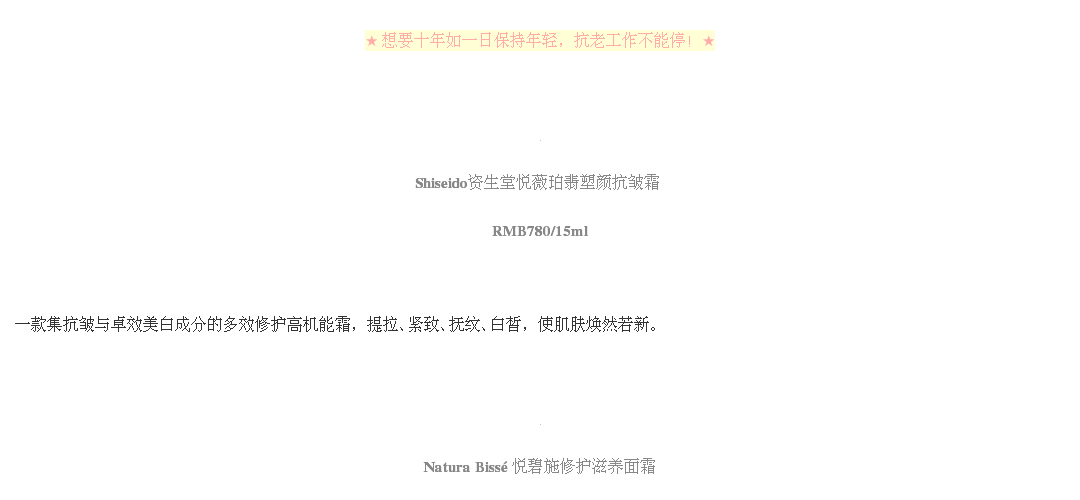 ★ 想要十年如一日保持年轻，抗老工作不能停！ ★
Shiseido资生堂悦薇珀翡塑颜抗皱霜
RMB780/15ml
一款集抗皱与卓效美白成分的多效修护高机能霜，提拉、紧致、抚纹、白皙，使肌肤焕然若新。
Natura Bissé 悦碧施修护滋养面霜